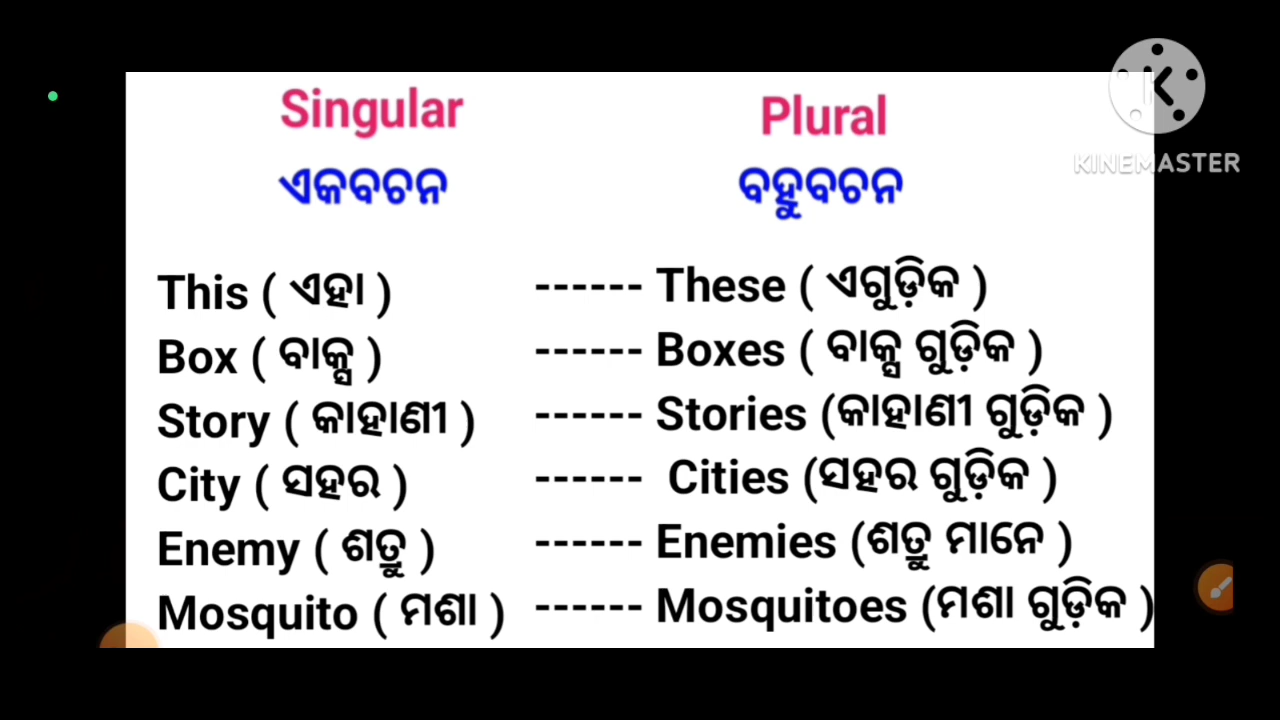 Singular Plural
ଏକବଚନ ବହୁବଚନ
KINEMASTER
This ( ଏହା ) ------ These ( ଏଗୁଡ଼ିକ )
Box ( ବାକ୍ସ ) ------ Boxes ( ବାକ୍ସ ଗୁଡ଼ିକ )
Story ( କାହାଣୀ ) ------ Stories (କାହାଣୀ ଗୁଡ଼ିକ )
City ( ସହର ) ------ Cities (ସହର ଗୁଡ଼ିକ )
Enemy ( ଶତ୍ରୁ ) ------ Enemies (ଶତ୍ରୁ ମାନେ )
Mosquito ( ମଶା ) ------ Mosquitoes (ମଶା ଗୁଡ଼ିକ )